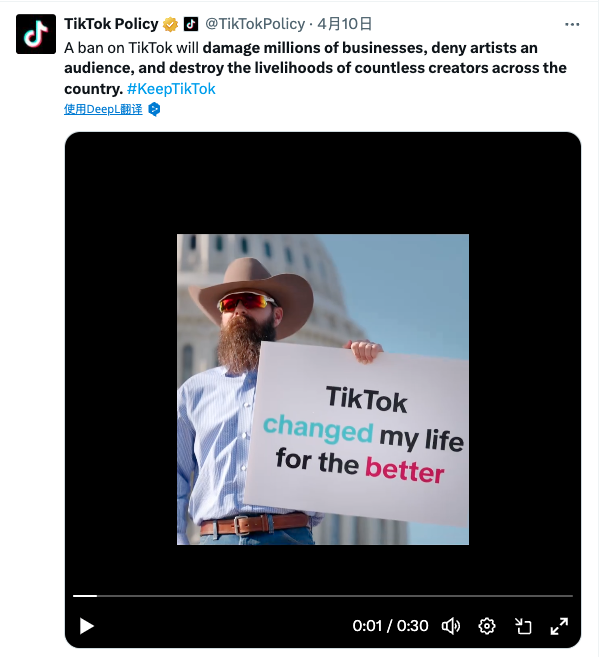 TikTok Policy @TikTokPolicy · 4月10日
A ban on TikTok will damage millions of businesses, deny artists an
audience, and destroy the livelihoods of countless creators across the
country. #KeepTikTok
使用DeepL翻译
TikTok
changed my life
for the better
0:01 / 0:30